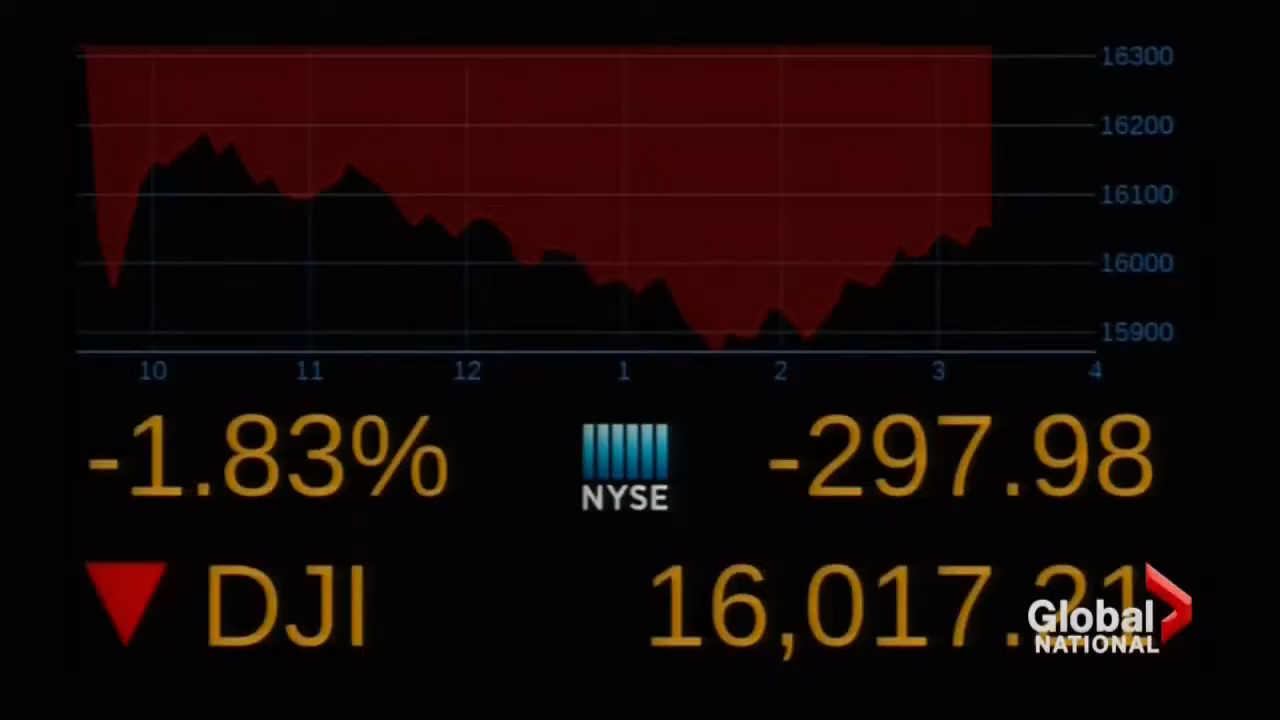 16300
16200
16100
16000
15900
10 11 12 1 2 3 4
-1.83% NYSE -297.98
DJI 16,017.21
Global
NATIONAL